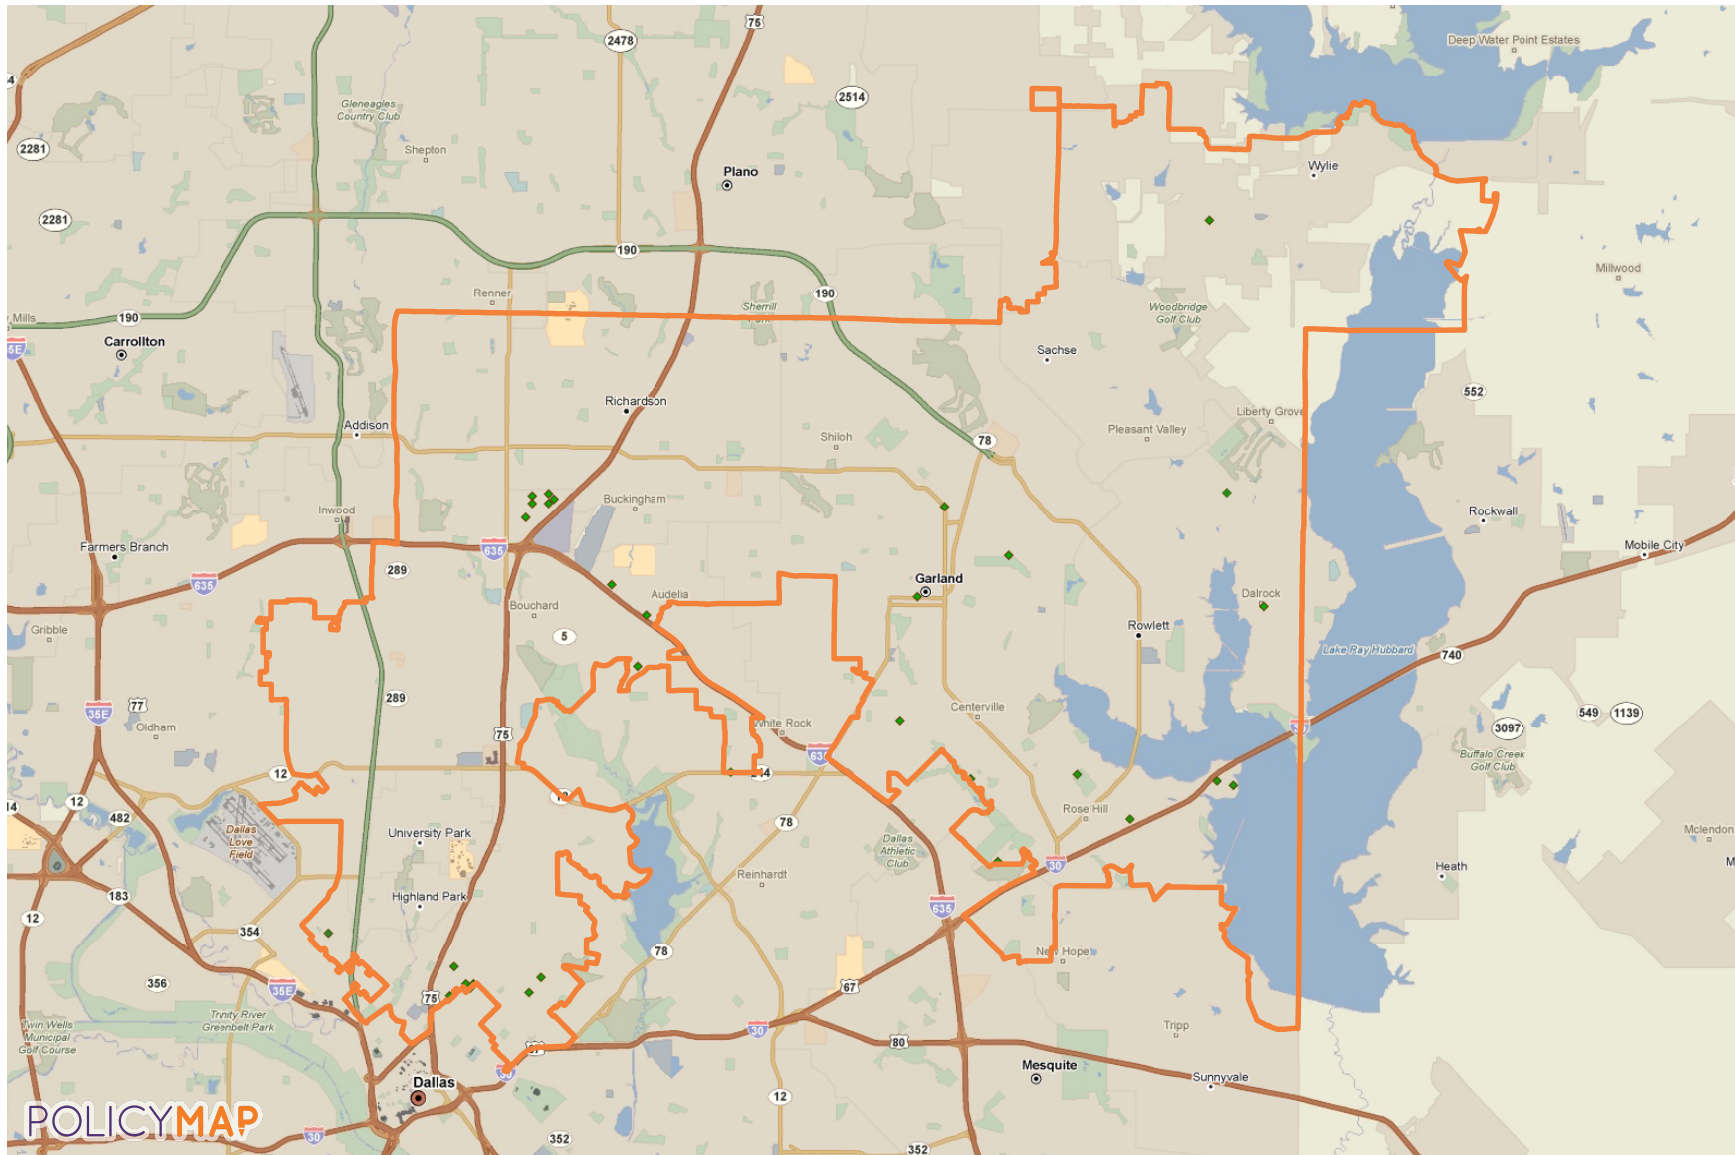 75
2478
Deep Water Point Estates
2514
Gleneagles
Country Club
2281
Shepton
Wylie
Plano
2281
190
Millwood
Renner
190
Sherrill
Woodbridge
Golf Club
Mills
190
Carrollton
35E
Sachse
552
Richardson
Liberty Grove
Addison
Pleasant Valley
Shiloh
78
Buckingham
Inwood
Rockwall
Farmers Branch
635
Mobile City
289
635
Garland
Audelia
Dalrock
Bouchard
Gribble
5
Rowlett
Lake Ray Hubbard
740
289
77
35E
Oldham
Centerville
549
1139
White Rock
3097
75
Buffalo Creek
Golf Club
635
12
244
12
14
12
482
Rose Hill
78
Mclendon
University Park
Dallas
Love
Field
Dallas
Athletic
Club
30
Heath
Reinhardt
183
Highland Park
635
12
354
New Hope
78
356
35E
67
75
Trinity River
Greenbelt Park
Twin Wells
Municipal
Golf Course
Tripp
30
80
67
30
Mesquite
Sunnyvale
Dallas
12
POLICYMAP
30
352
352